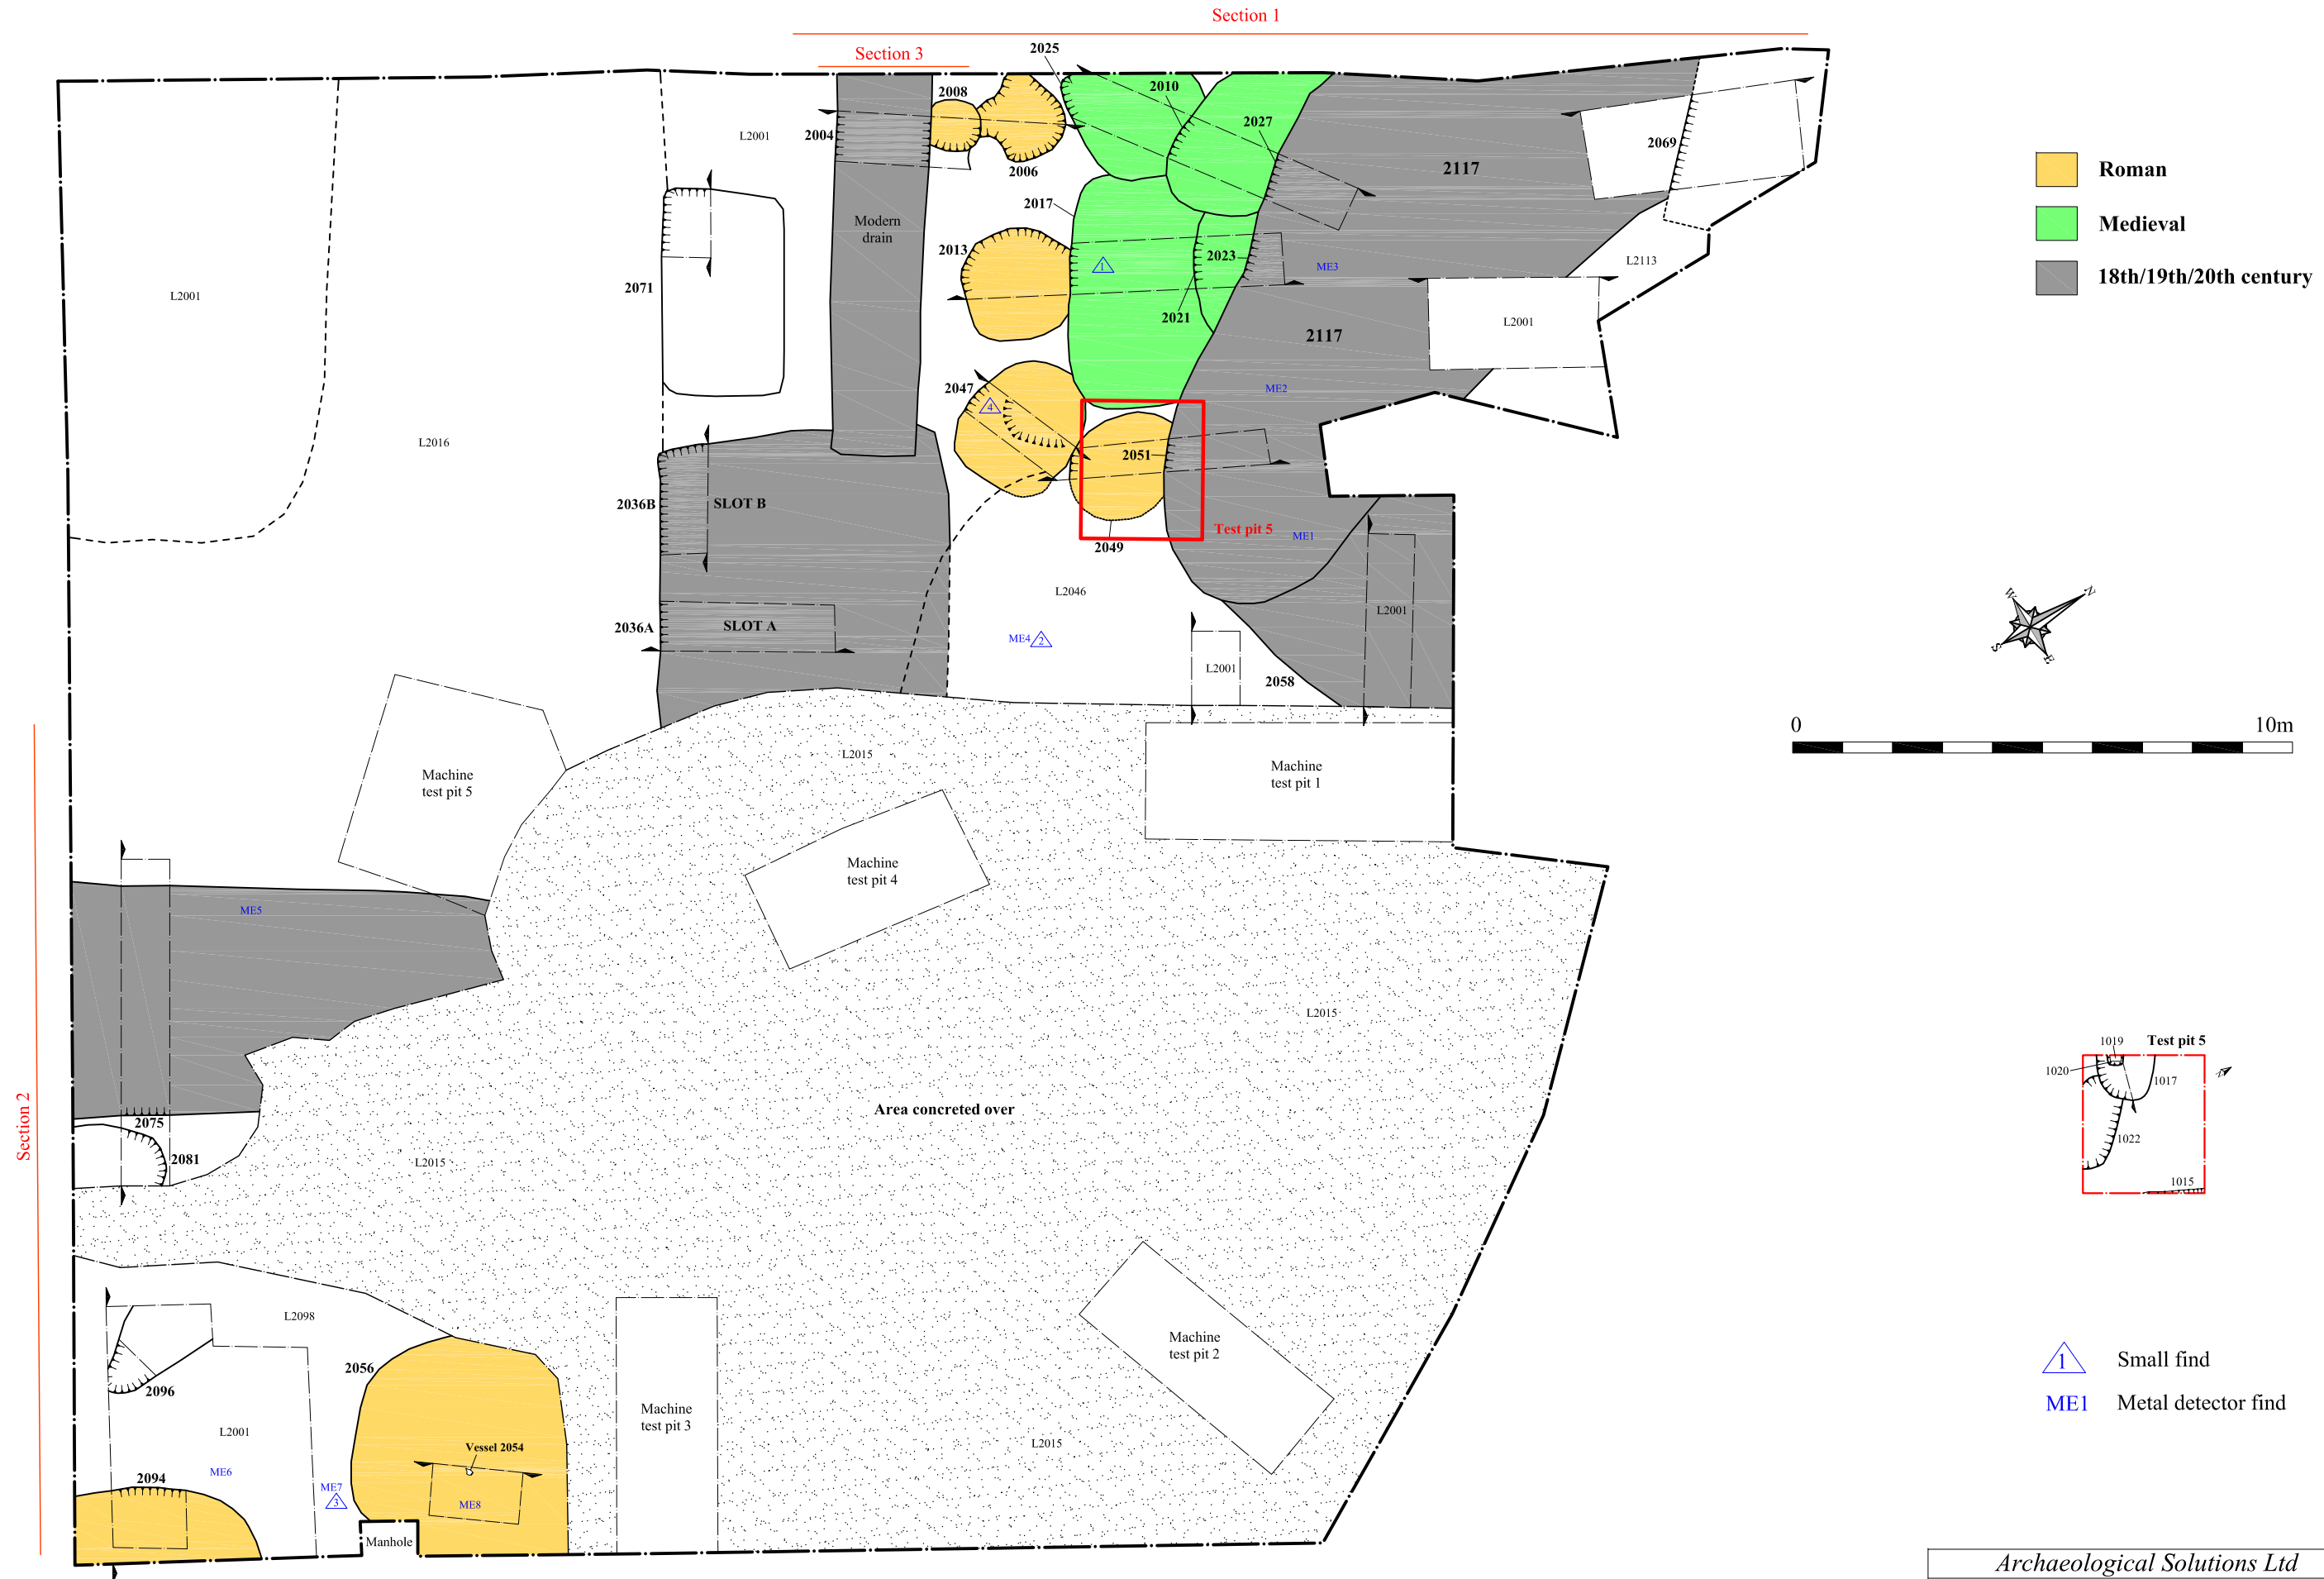 Section 1
Section 3
2025
2008
2010
2004
L2001
2027
2069
2117
2006
2017
Modern
drain
2013
1
2023
ME3
L2113
2071
L2001
2021
2117
L2001
L2016
2047
4
ME2
2051
2036B
SLOT B
Test pit 5
ME1
2049
L2046
L2001
2036A
SLOT A
ME4
2
L2001
2058
Roman
Medieval
18th/19th/20th century
W
N
S
E
0
10m
L2015
Machine
test pit 5
Machine
test pit 1
Machine
test pit 4
ME5
L2015
Section 2
Area concreted over
2075
2081
L2015
L2098
2056
2096
L2001
Machine
test pit 2
Machine
test pit 3
Vessel 2054
L2015
2094
ME6
ME7
3
ME8
Manhole
1019
Test pit 5
1020
1017
N
1022
1015
1
Small find
ME1
Metal detector find
Archaeological Solutions Ltd